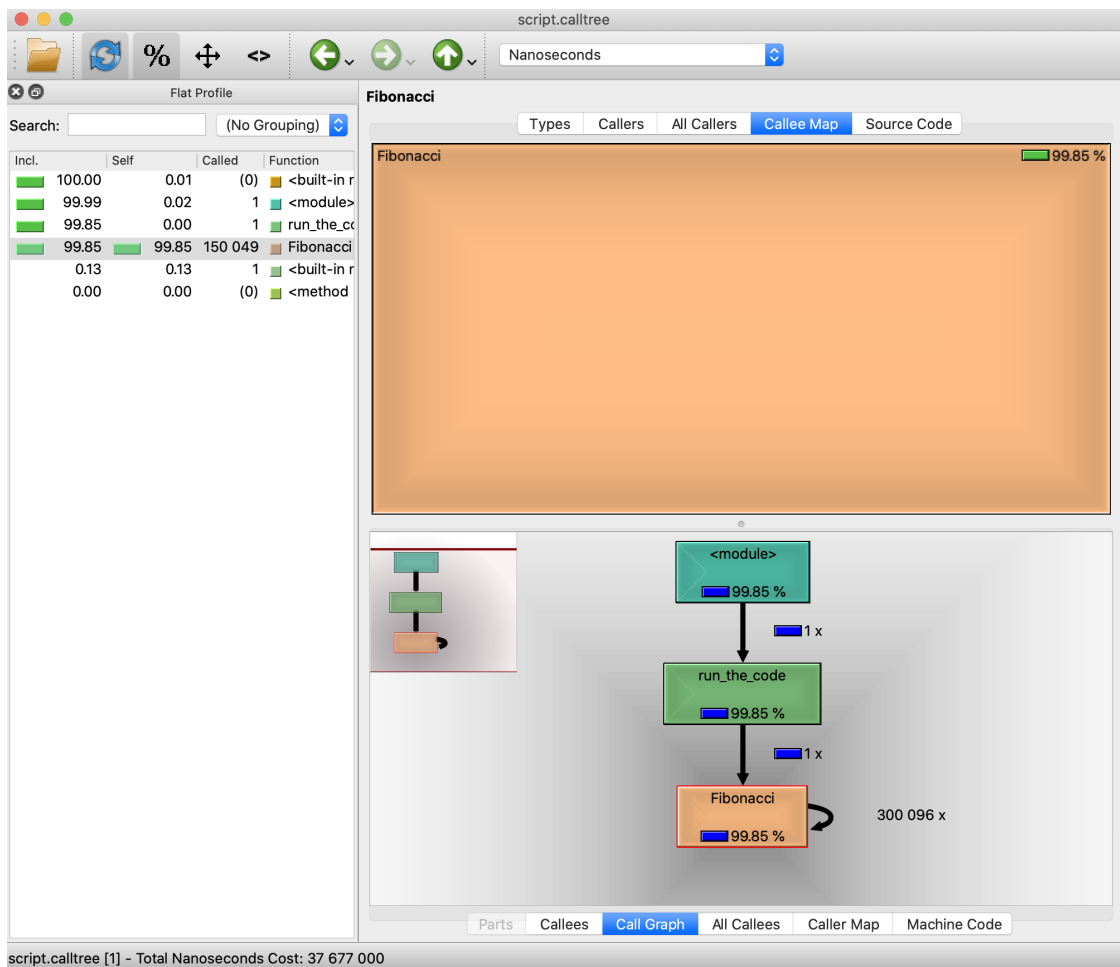 script.calltree
%
<>
Nanoseconds
Flat Profile
Search:
(No Grouping)
Incl. Self Called Function
100.00 0.01 (0) <built-in
99.99 0.02 1 <module>
99.85 0.00 1 run_the_co
99.85 99.85 150 049 Fibonacci
0.13 0.13 1 <built-in
0.00 0.00 (0) <method
Fibonacci
Types Callers All Callers Callee Map Source Code
Fibonacci 99.85 %
<module>
99.85 %
1 x
run_the_code
99.85 %
1 x
Fibonacci
99.85 %
300 096 x
Parts Callees Call Graph All Callees Caller Map Machine Code
script.calltree [1] - Total Nanoseconds Cost: 37 677 000